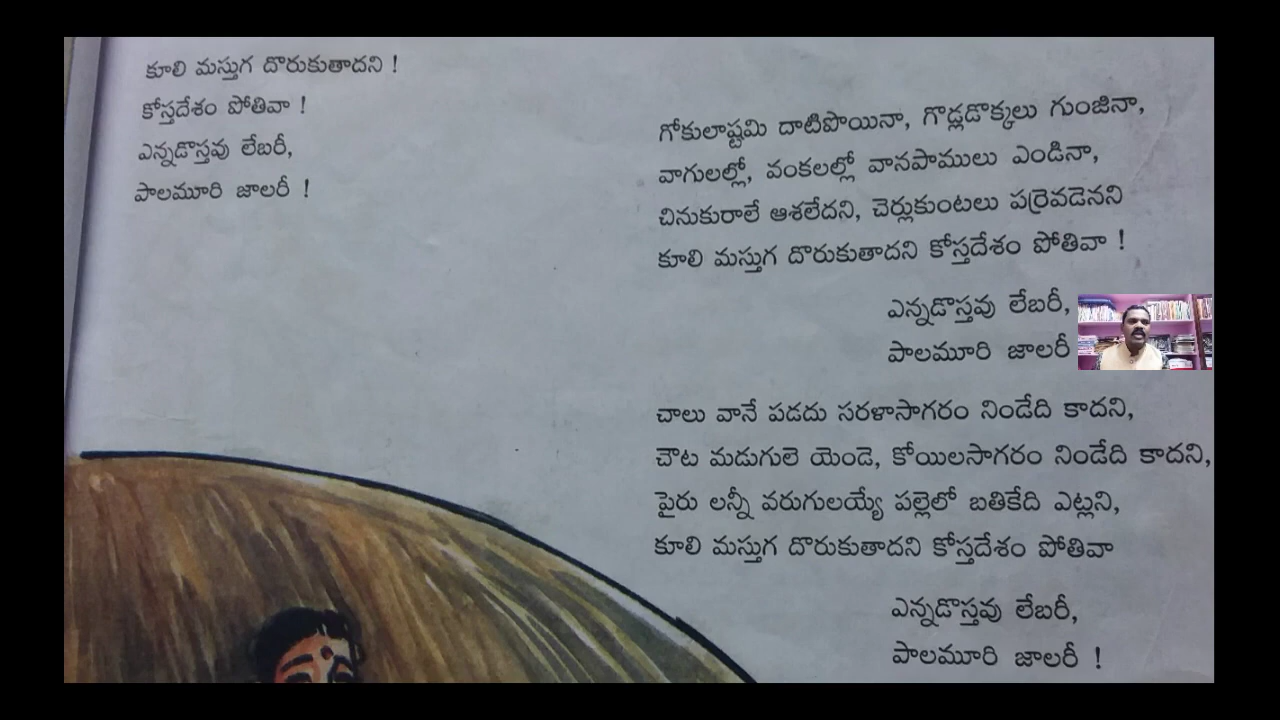 కూలి మస్తుగ దొరుకుతాదని !
కోస్తదేశం పోతివా !
ఎన్నడొస్తవు లేబరీ,
పాలమూరి జాలరీ !
గోకులాష్టమి దాటిపొయినా, గొడ్లడొక్కలు గుంజినా,
వాగులల్లో, వంకలల్లో వానపాములు ఎండినా,
చినుకురాలే ఆశలేదని, చెర్లుకుంటలు పర్రెవడెనని
కూలి మస్తుగ దొరుకుతాదని కోస్తదేశం పోతివా !
ఎన్నడొస్తవు లేబరీ,
పాలమూరి జాలరీ
చాలు వానే పడదు సరళాసాగరం నిండేది కాదని,
చౌట మడుగులె యెండె, కోయిలసాగరం నిండేది కాదని,
పైరు లన్నీ వరుగులయ్యే పల్లెలో బతికేది ఎట్లని,
కూలి మస్తుగ దొరుకుతాదని కోస్తదేశం పోతివా
ఎన్నడొస్తవు లేబరీ,
పాలమూరి జాలరీ !